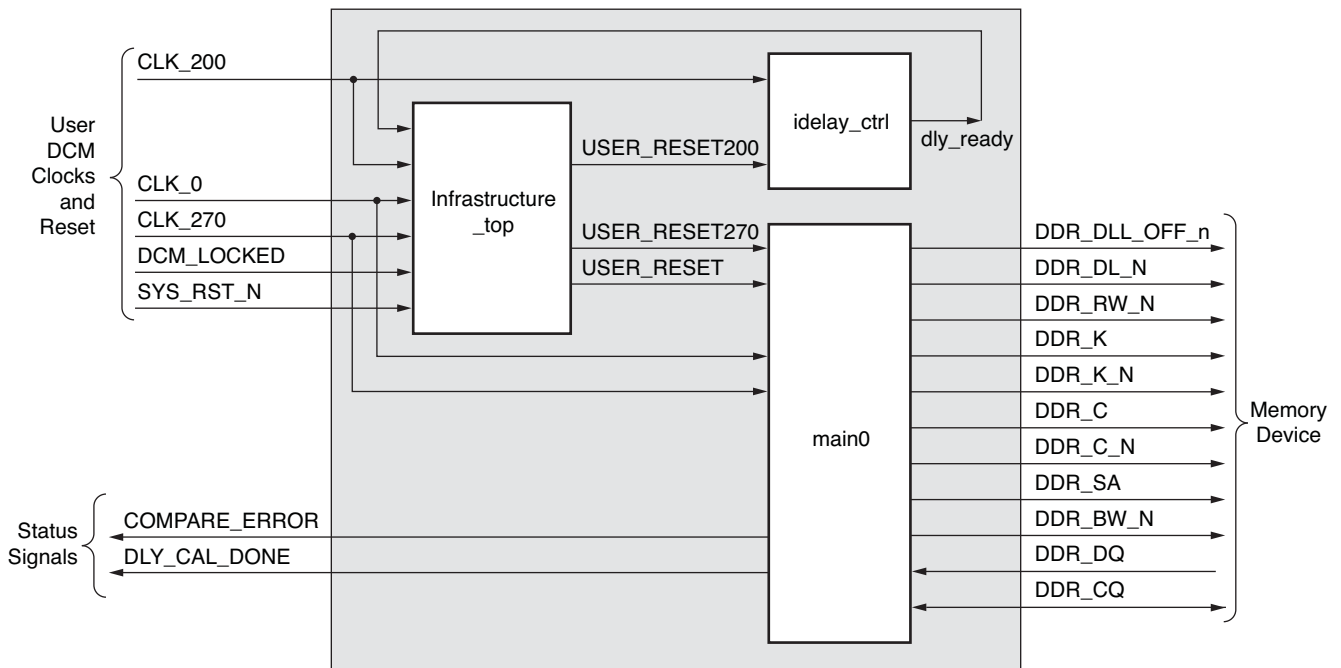 CLK_200
User
DCM
Clocks
and
Reset
CLK_0
CLK_270
DCM_LOCKED
SYS_RST_N
Infrastructure
_top
USER_RESET200
USER_RESET270
USER_RESET
idelay_ctrl
dly_ready
main0
DDR_DLL_OFF_n
DDR_DL_N
DDR_RW_N
DDR_K
DDR_K_N
DDR_C
DDR_C_N
DDR_SA
DDR_BW_N
DDR_DQ
DDR_CQ
Memory
Device
Status
Signals
COMPARE_ERROR
DLY_CAL_DONE